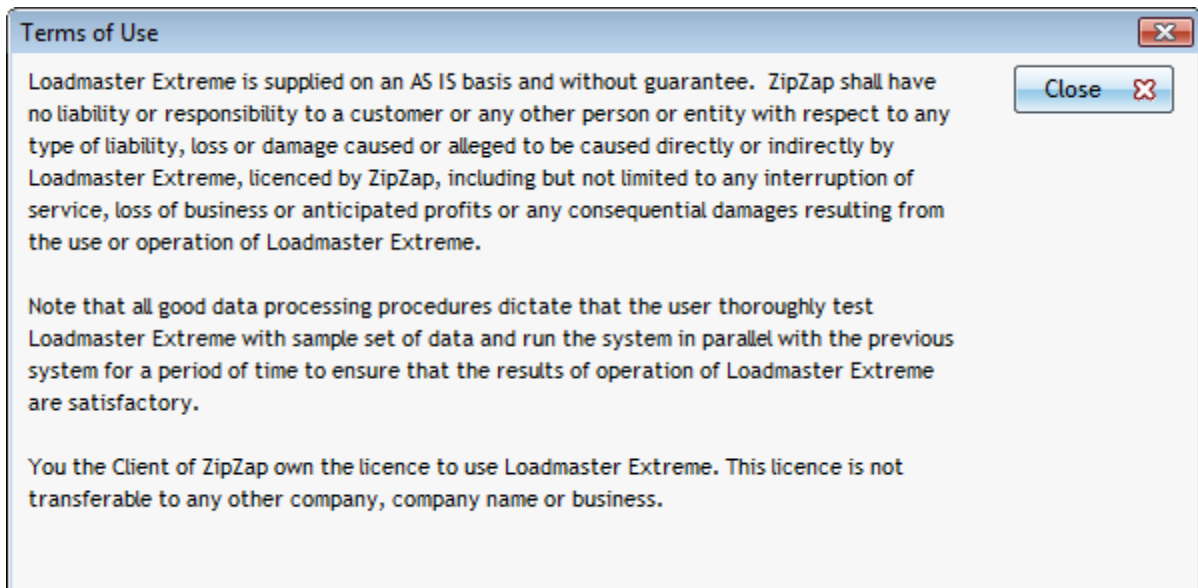 Terms of Use
Loadmaster Extreme is supplied on an AS IS basis and without guarantee.  ZipZap shall have
no liability or responsibility to a customer or any other person or entity with respect to any
type of liability, loss or damage caused or alleged to be caused directly or indirectly by
Loadmaster Extreme, licenced by ZipZap, including but not limited to any interruption of
service, loss of business or anticipated profits or any consequential damages resulting from
the use or operation of Loadmaster Extreme.
Note that all good data processing procedures dictate that the user thoroughly test
Loadmaster Extreme with sample set of data and run the system in parallel with the previous
system for a period of time to ensure that the results of operation of Loadmaster Extreme
are satisfactory.
You the Client of ZipZap own the licence to use Loadmaster Extreme. This licence is not
transferable to any other company, company name or business.
Close